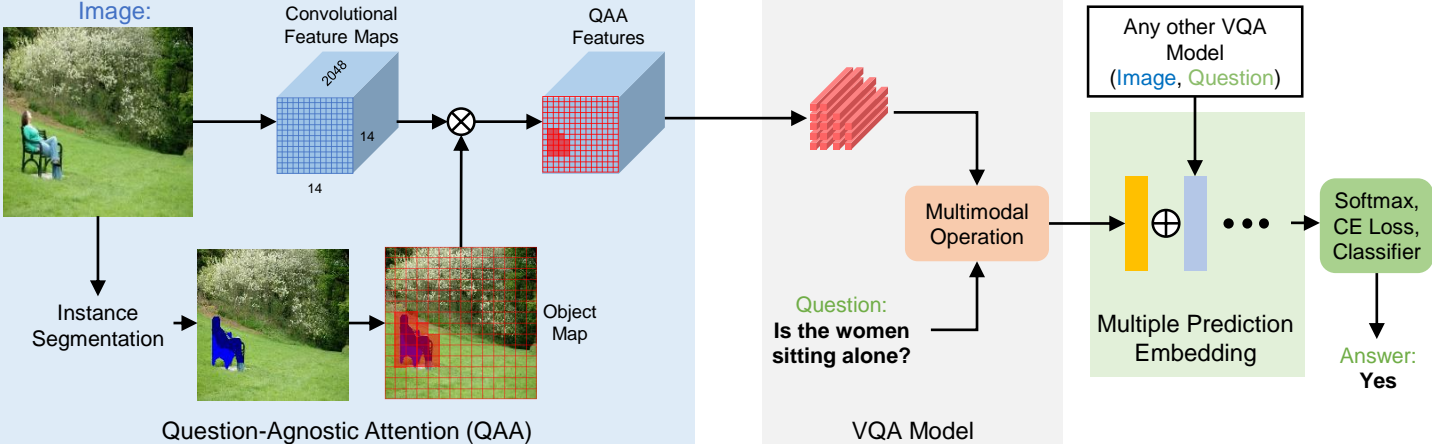 Image:
Convolutional
Feature Maps
2048
14
14
QAA
Features
Instance
Segmentation
Object
Map
Question-Agnostic Attention (QAA)
Multimodal
Operation
Question:
Is the women
sitting alone?
VQA Model
Any other VQA
Model
(Image, Question)
Multiple Prediction
Embedding
Softmax,
CE Loss,
Classifier
Answer:
Yes